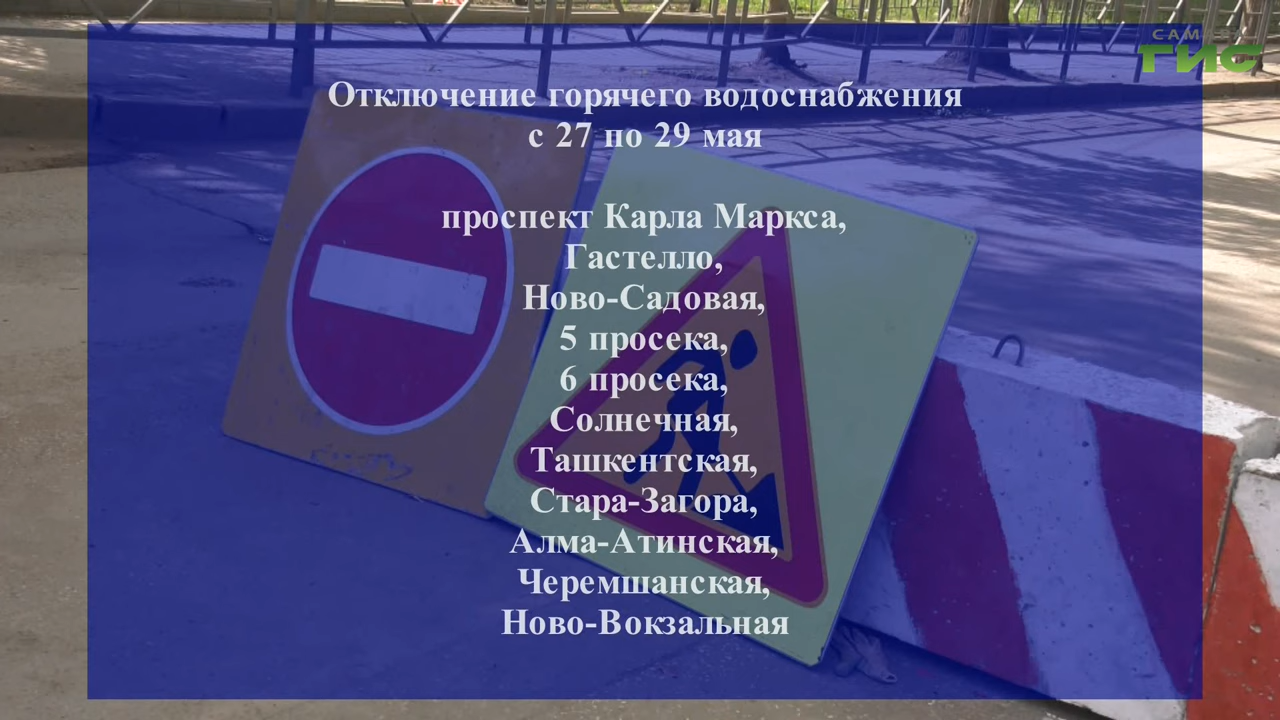 САМАРА
ГИС
Отключение горячего водоснабжения
с 27 по 29 мая
проспект Карла Маркса,
Гастелло,
Ново-Садовая,
5 просека,
6 просека,
Солнечная,
Ташкентская,
Стара-Загора,
Алма-Атинская,
Черемшанская,
Ново-Вокзальная